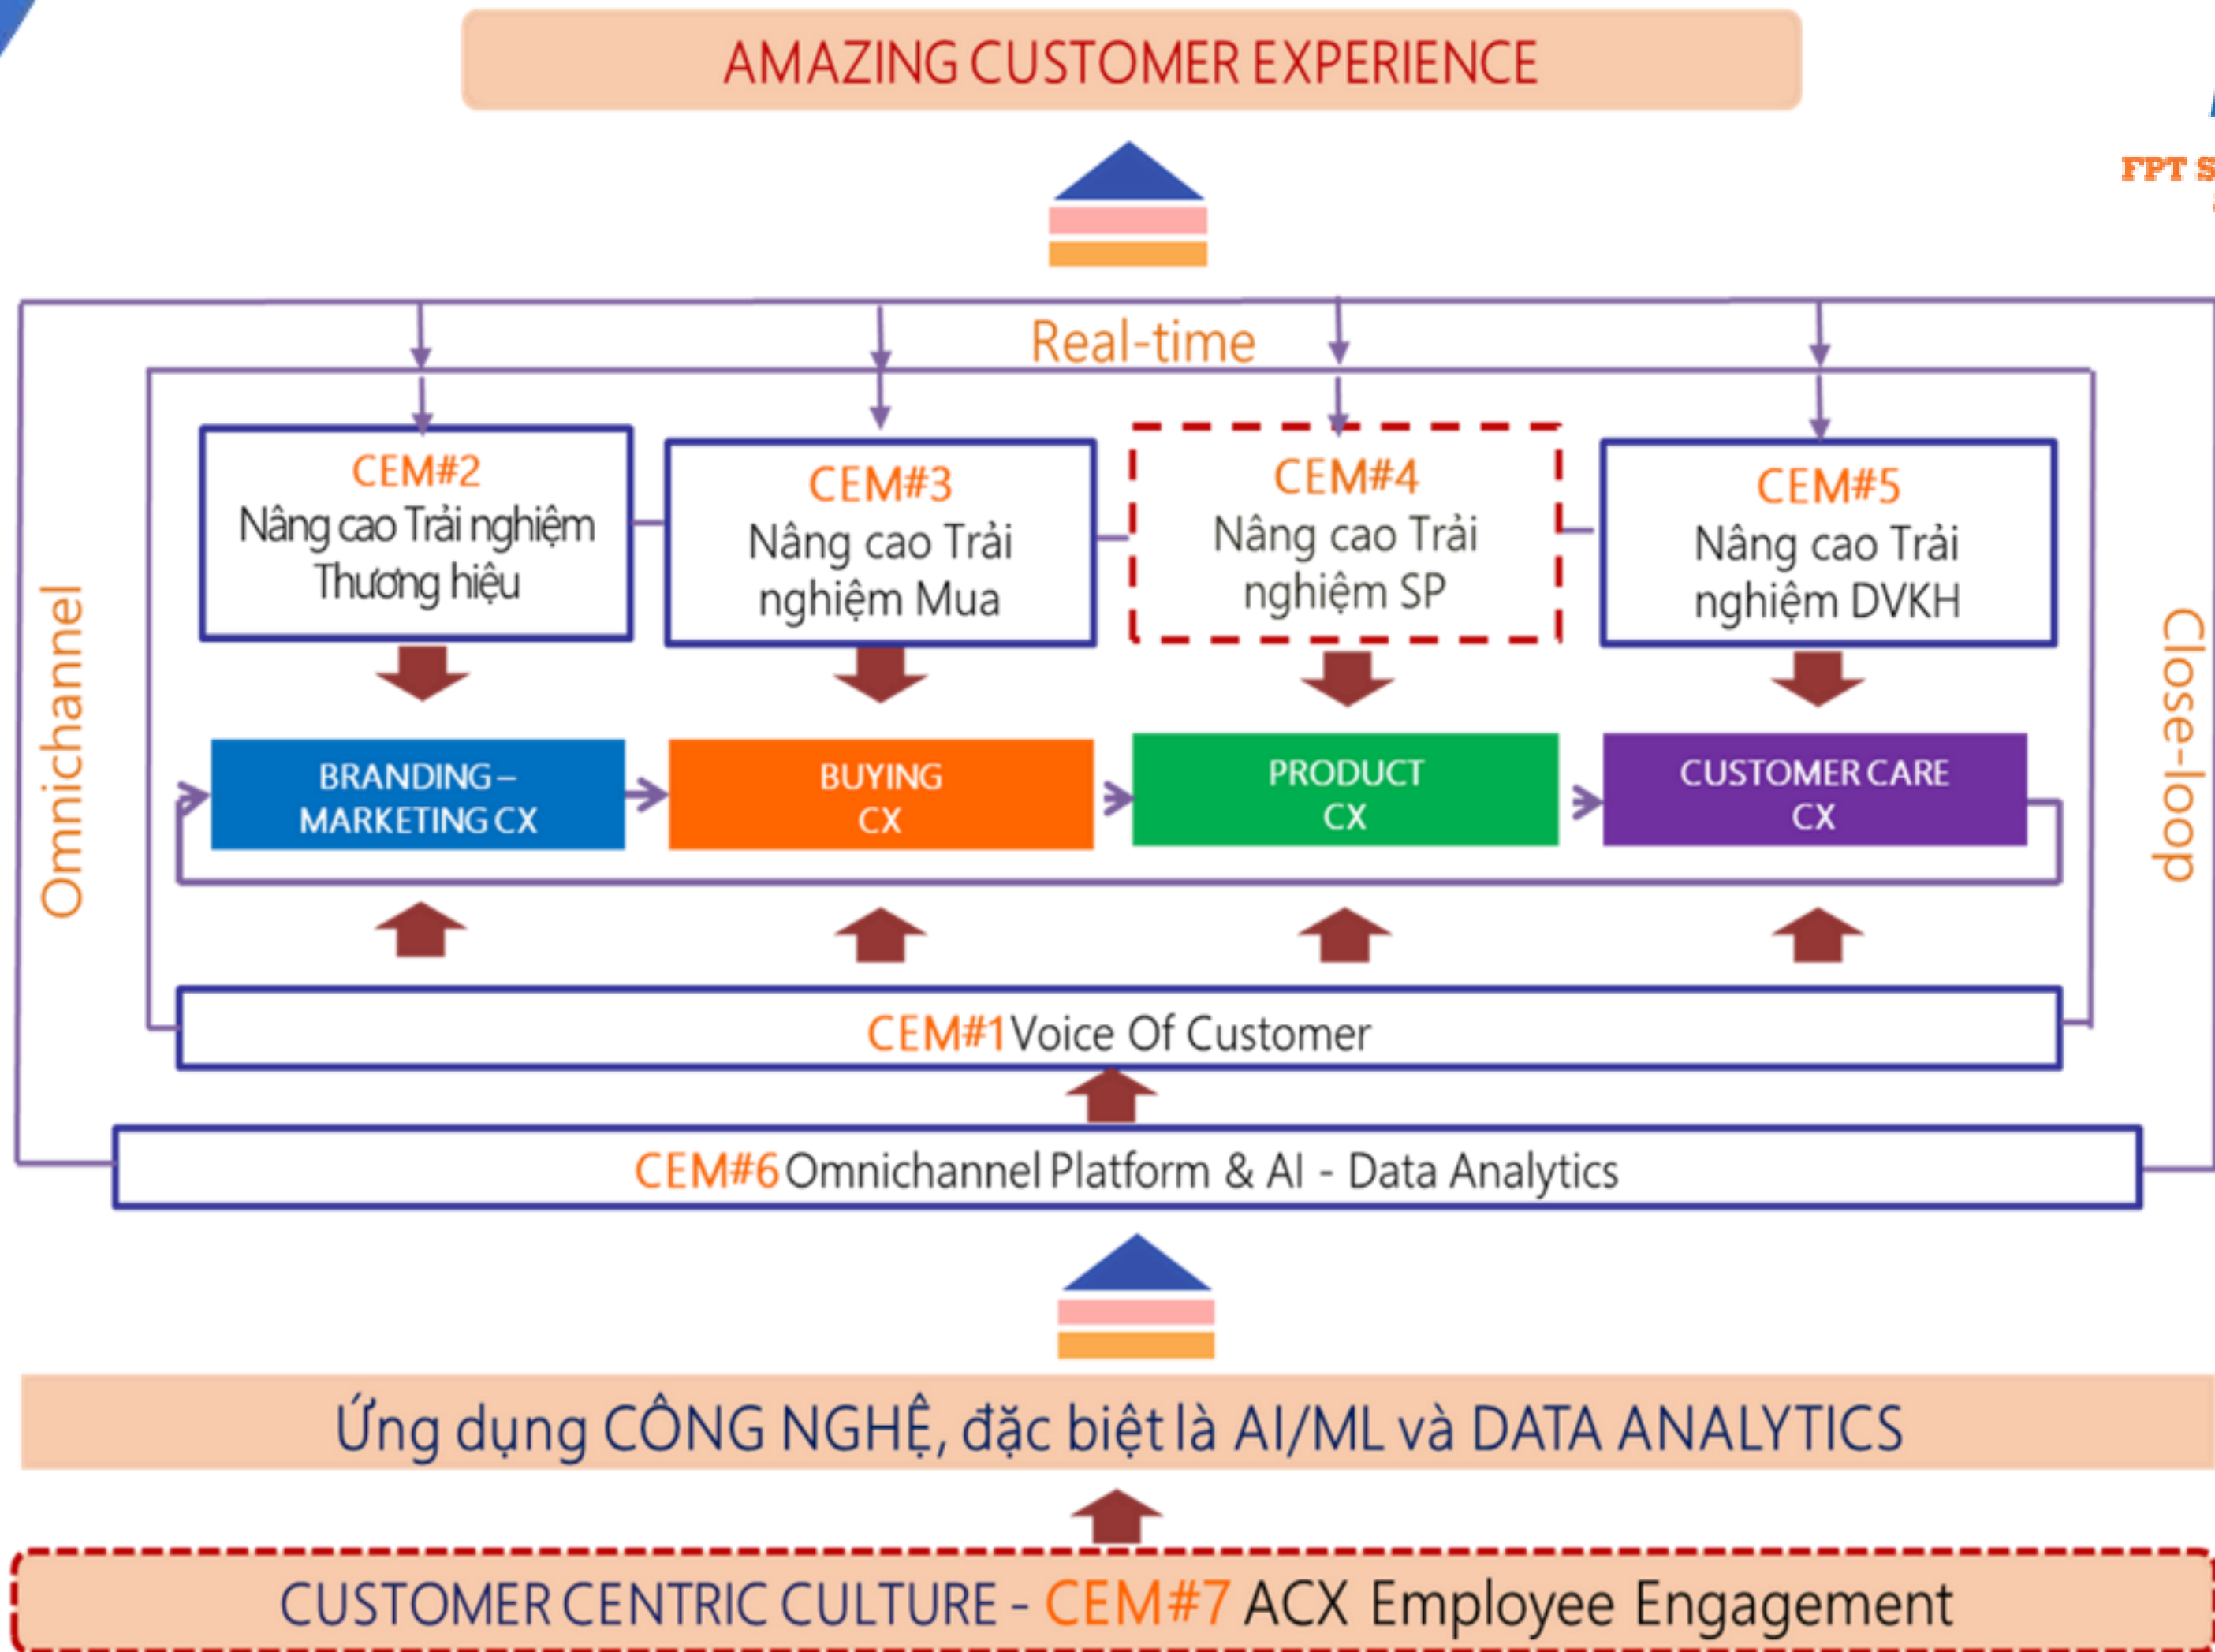 AMAZING CUSTOMER EXPERIENCE
FPT
Real-time
Omnichannel
Close-loop
CEM#2
Nâng cao Trải nghiệm
Thương hiệu
CEM#3
Nâng cao Trải
nghiệm Mua
CEM#4
Nâng cao Trải
nghiệm SP
CEM#5
Nâng cao Trải
nghiệm DVKH
BRANDING –
MARKETING CX
BUYING
CX
PRODUCT
CX
CUSTOMER CARE
CX
CEM#1 Voice Of Customer
CEM#6 Omnichannel Platform & AI - Data Analytics
Ứng dụng CÔNG NGHỆ, đặc biệt là AI/ML và DATA ANALYTICS
CUSTOMER CENTRIC CULTURE - CEM#7 ACX Employee Engagement